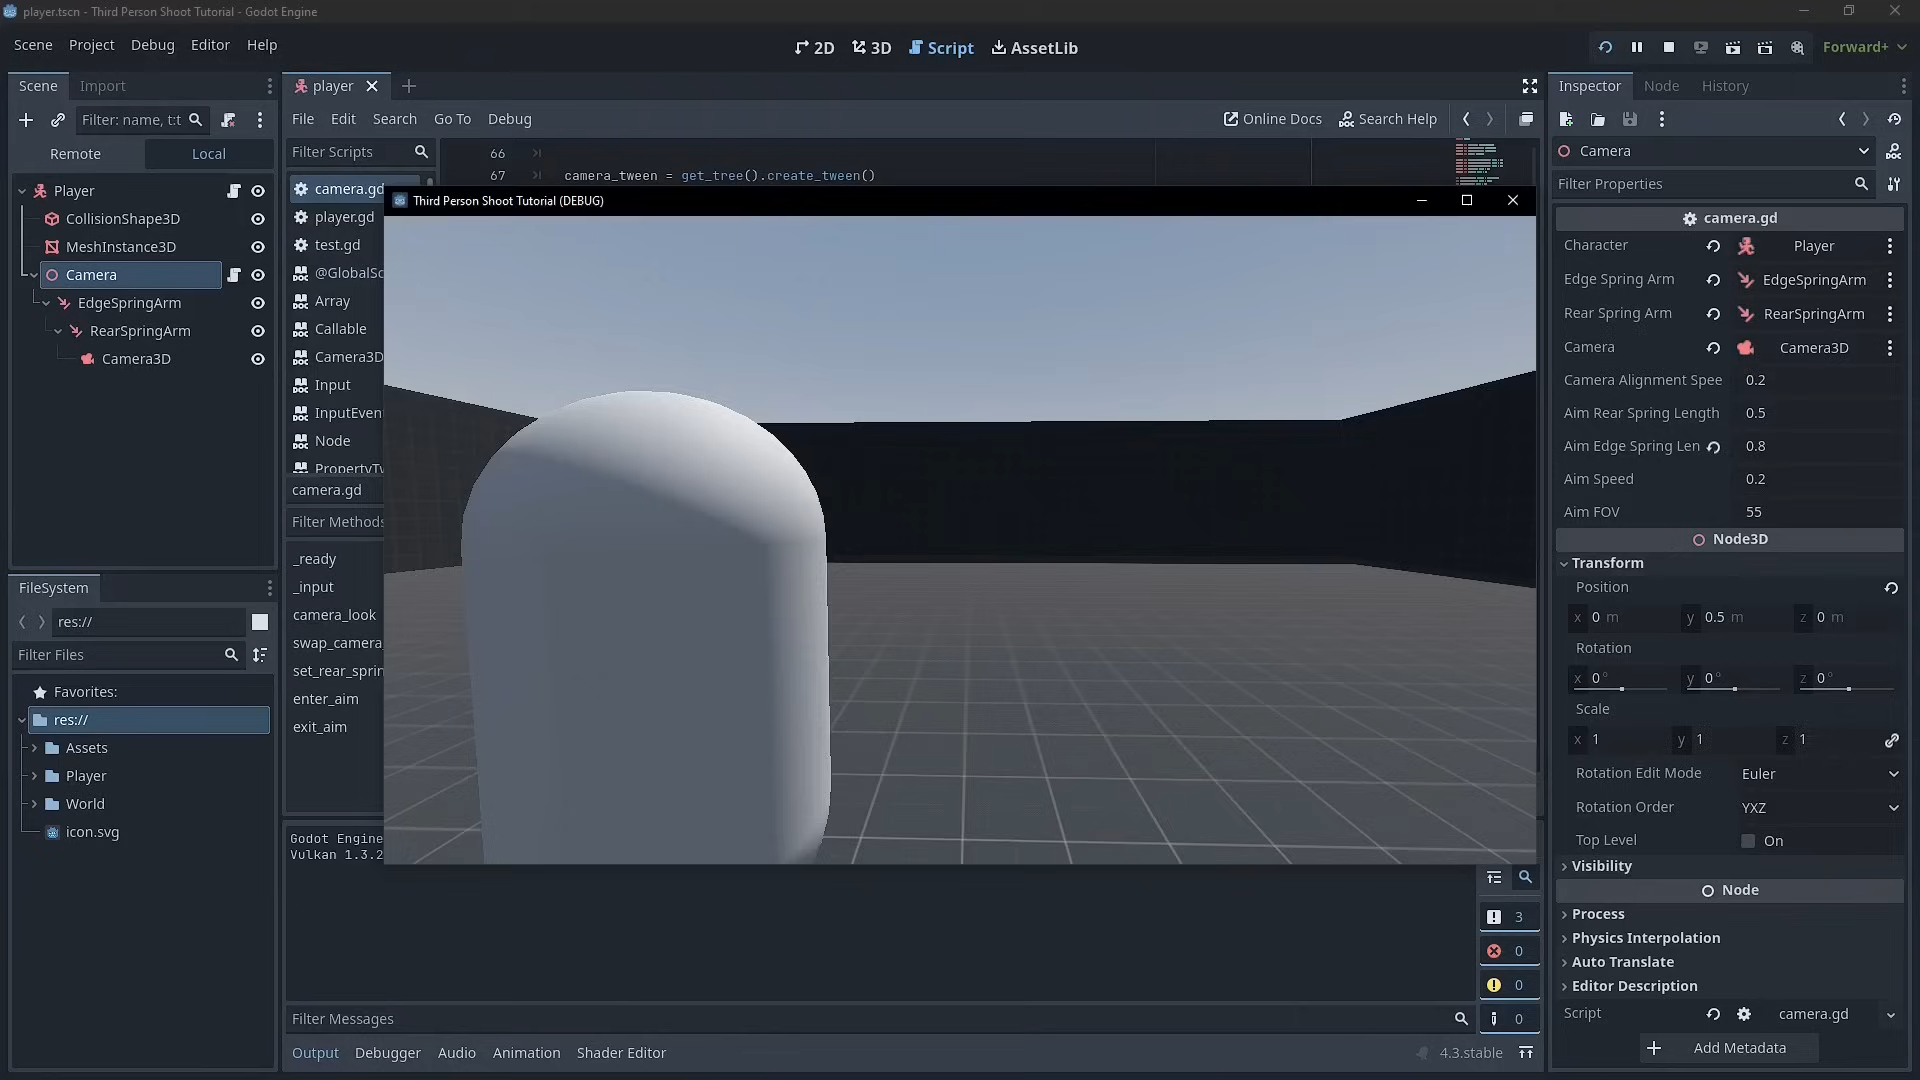 player.tscn - Third Person Shoot Tutorial - Godot Engine
Scene Project Debug Editor Help
2D 3D Script AssetLib
Forward+
Scene Import
Filter: name, t:t
Remote Local
Player
CollisionShape3D
MeshInstance3D
Camera
EdgeSpringArm
RearSpringArm
Camera3D
FileSystem
res://
Filter Files
Favorites:
res://
Assets
Player
World
icon.svg
player
File Edit Search Go To Debug
Online Docs Search Help
Filter Scripts
camera.gd
player.gd
test.gd
@GlobalSc
Array
Callable
Camera3D
Input
InputEven
Node
PropertyTw
camera.gd
Filter Methods
_ready
_input
camera_look
swap_camera
set_rear_sprin
enter_aim
exit_aim
66
67 camera_tween = get_tree().create_tween()
Third Person Shoot Tutorial (DEBUG)
Godot Engine
Vulkan 1.3.2
3
0
0
0
Filter Messages
Output Debugger Audio Animation Shader Editor
4.3.stable
Inspector Node History
Camera
Filter Properties
camera.gd
Character Player
Edge Spring Arm EdgeSpringArm
Rear Spring Arm RearSpringArm
Camera Camera3D
Camera Alignment Spee 0.2
Aim Rear Spring Length 0.5
Aim Edge Spring Len 0.8
Aim Speed 0.2
Aim FOV 55
Node3D
Transform
Position
x 0 m y 0.5 m z 0 m
Rotation
x 0° y 0° z 0°
Scale
x 1 y 1 z 1
Rotation Edit Mode Euler
Rotation Order YXZ
Top Level On
Visibility
Node
Process
Physics Interpolation
Auto Translate
Editor Description
Script camera.gd
Add Metadata